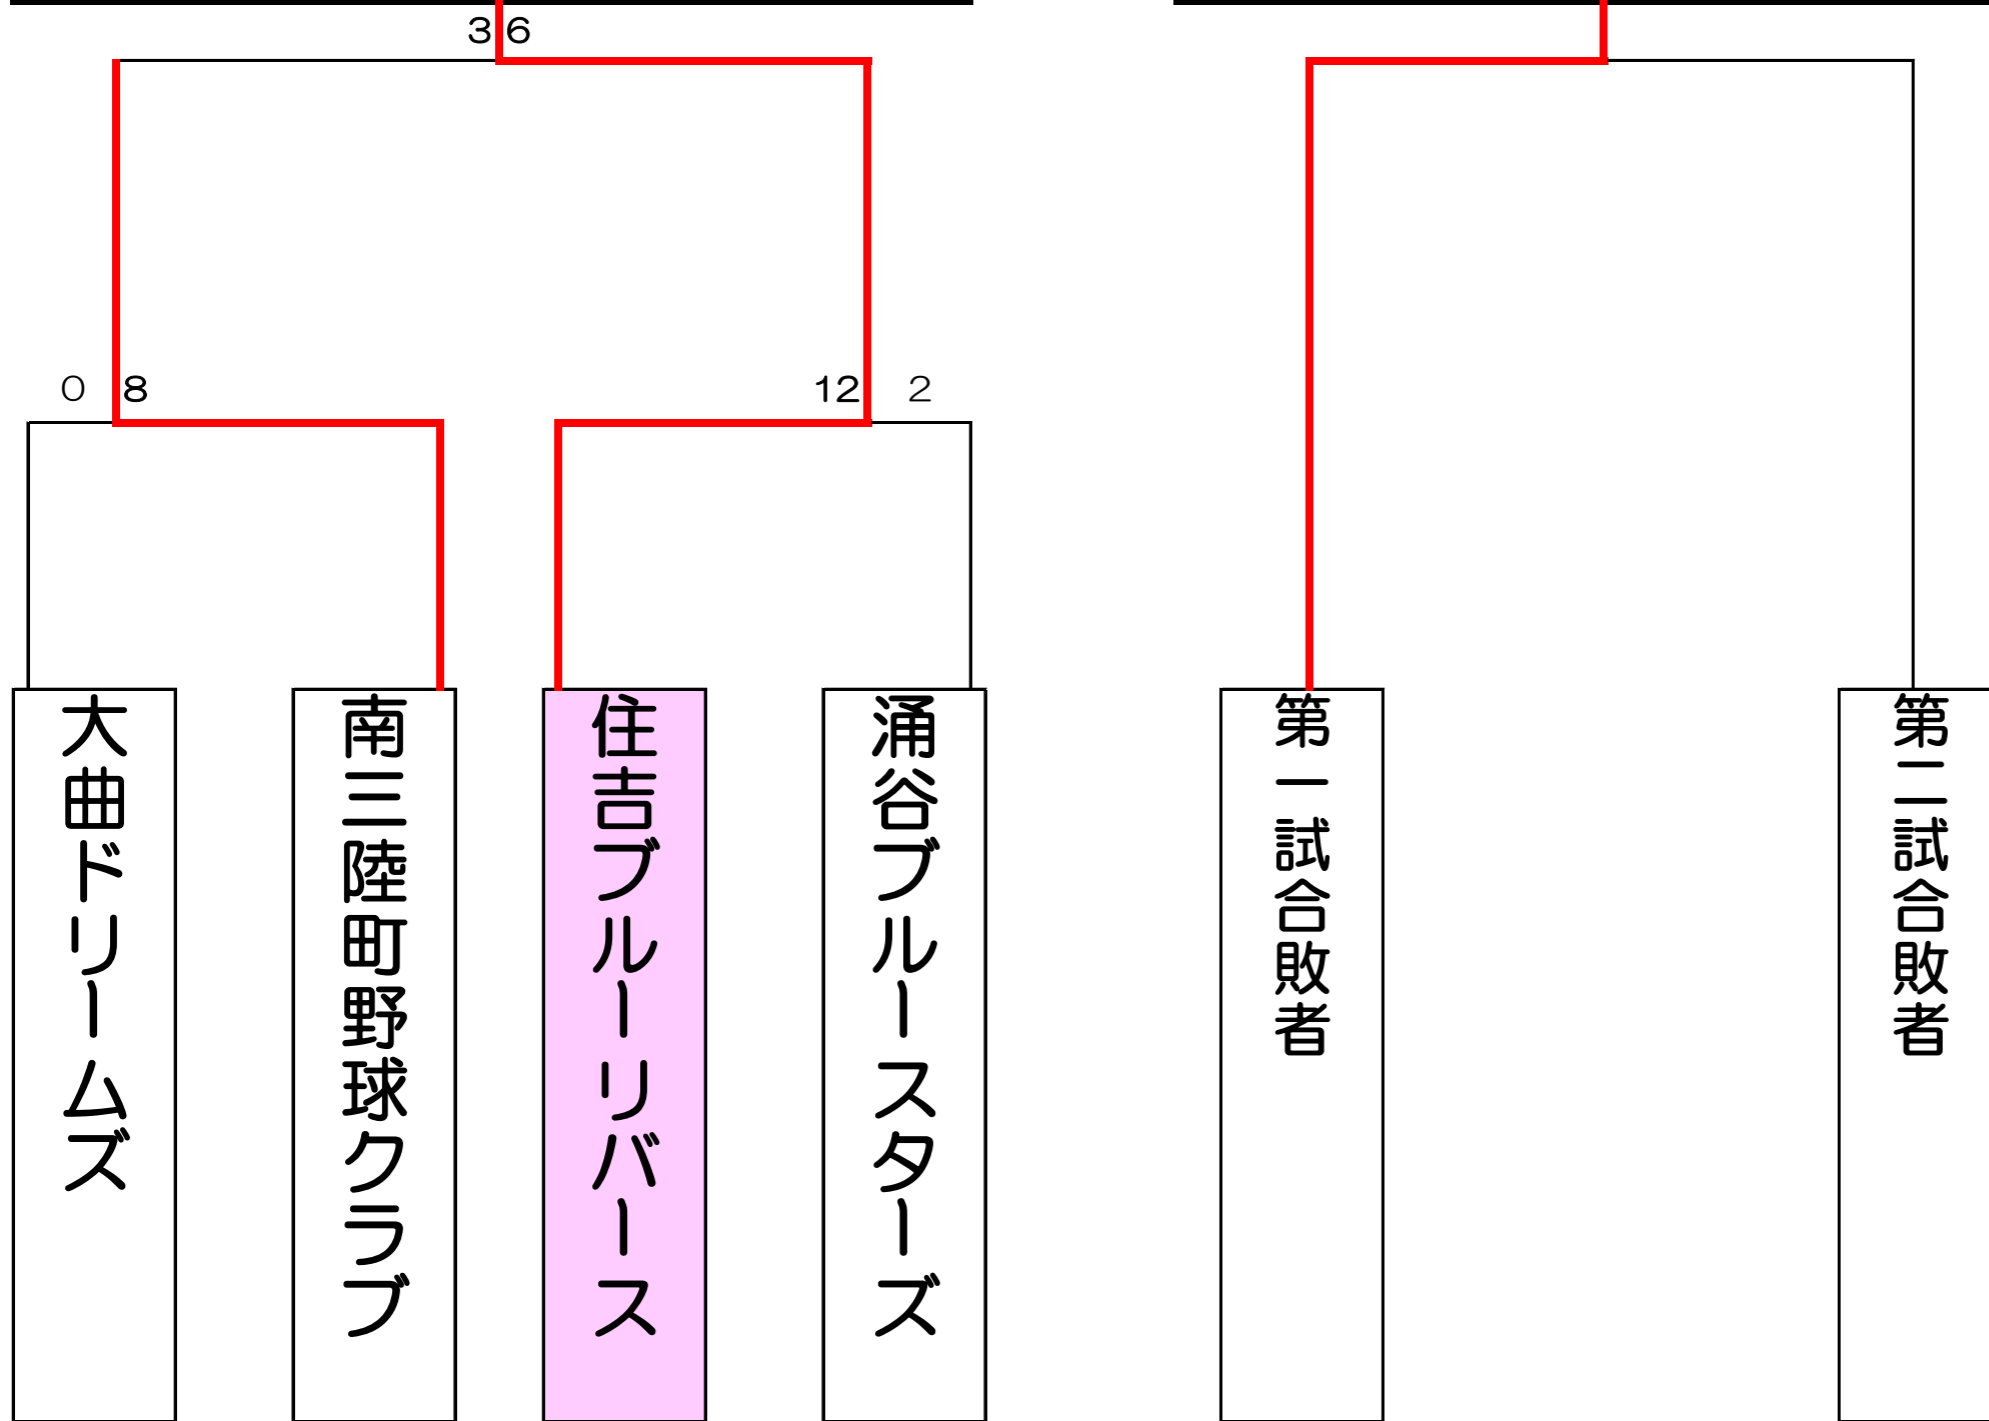 3 6
0 8
12 2
大曲ドリームズ
南三陸町野球クラブ
住吉ブルーリバース
涌谷ブルースターズ
第一試合敗者
第二試合敗者